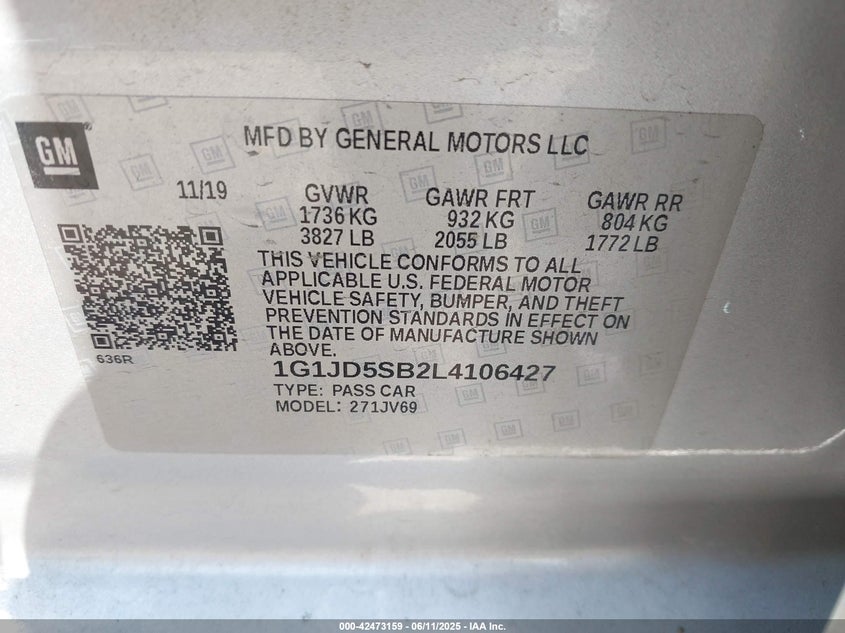 GM
MFD BY GENERAL MOTORS LLC
11/19
GVWR
1736 KG
3827 LB
GAWR FRT
932 KG
2055 LB
GAWR RR
804 KG
1772 LB
THIS VEHICLE CONFORMS TO ALL
APPLICABLE U.S. FEDERAL MOTOR
VEHICLE SAFETY, BUMPER, AND THEFT
PREVENTION STANDARDS IN EFFECT ON
THE DATE OF MANUFACTURE SHOWN
ABOVE.
636R
1G1JD5SB2L4106427
TYPE: PASS CAR
MODEL: 271JV69
000-42473159 - 06/11/2025 - IAA Inc.